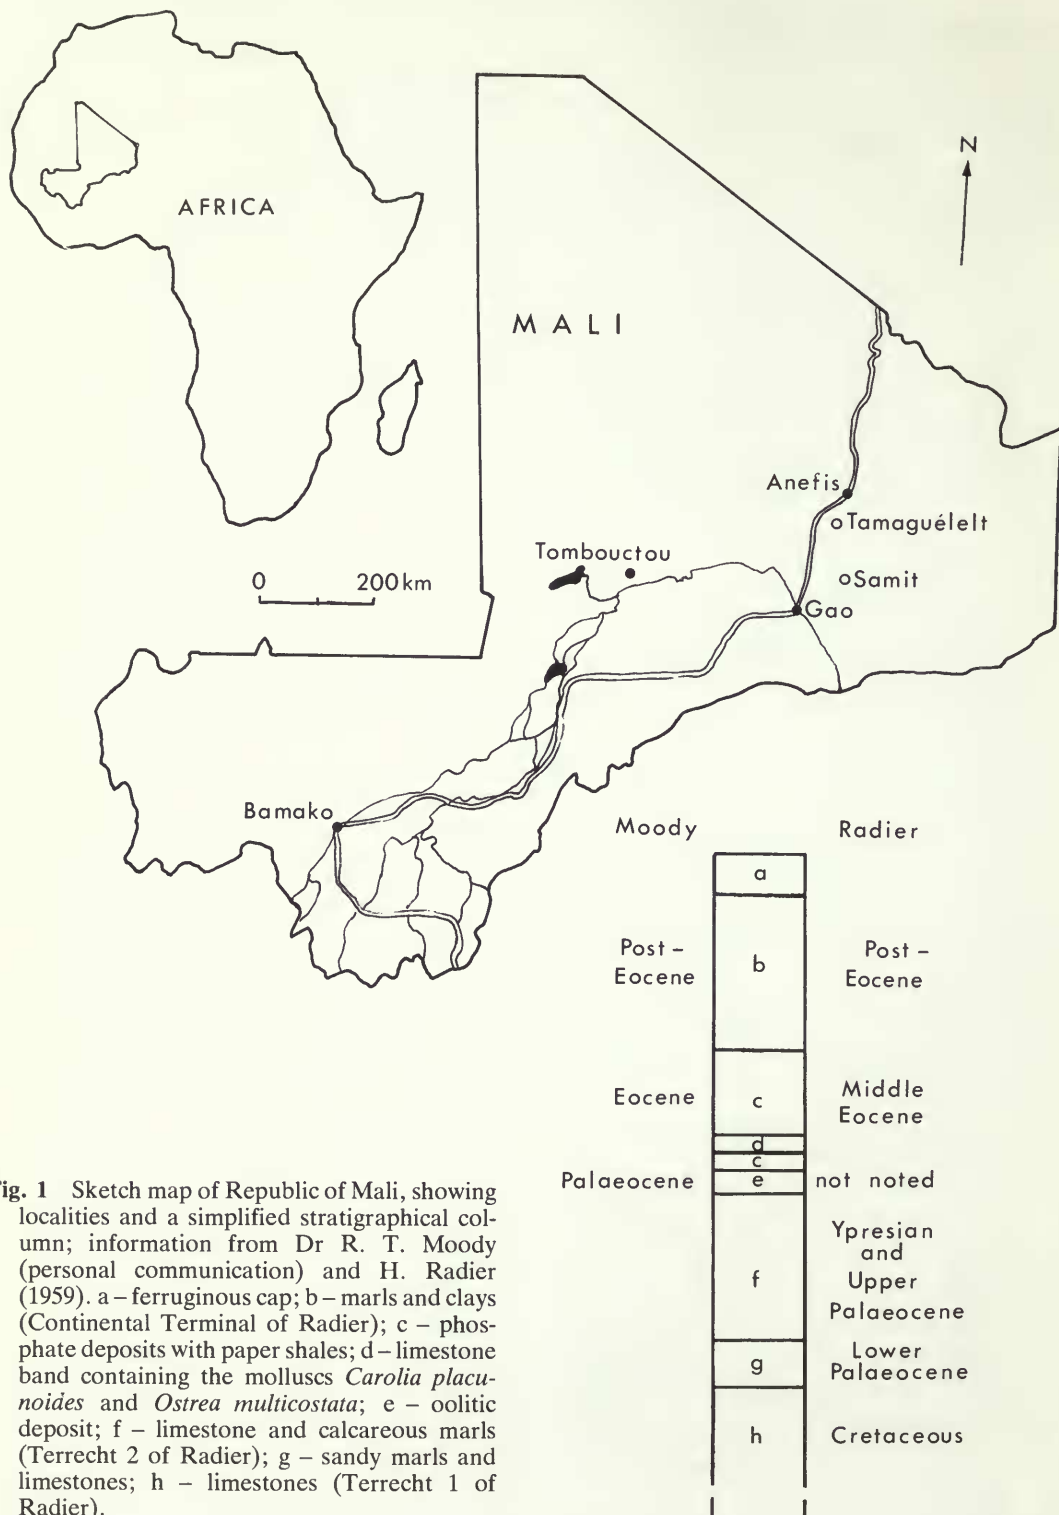 AFRICA
N
MALI
Anefis
Tamaguélelt
Tombouctou
Samit
Gao
0 200km
Bamako
Moody Radier
a
Post – Eocene b Post – Eocene
Eocene c Middle Eocene
d
c
Palaeocene e not noted
f Ypresian and Upper Palaeocene
g Lower Palaeocene
h Cretaceous
ig. 1 Sketch map of Republic of Mali, showing
localities and a simplified stratigraphical col-
umn; information from Dr R. T. Moody
(personal communication) and H. Radier
(1959). a – ferruginous cap; b – marls and clays
(Continental Terminal of Radier); c – phos-
phate deposits with paper shales; d – limestone
band containing the molluscs Carolia placu-
noides and Ostrea multicostata; e – oolitic
deposit; f – limestone and calcareous marls
(Terrecht 2 of Radier); g – sandy marls and
limestones; h – limestones (Terrecht 1 of
Radier).